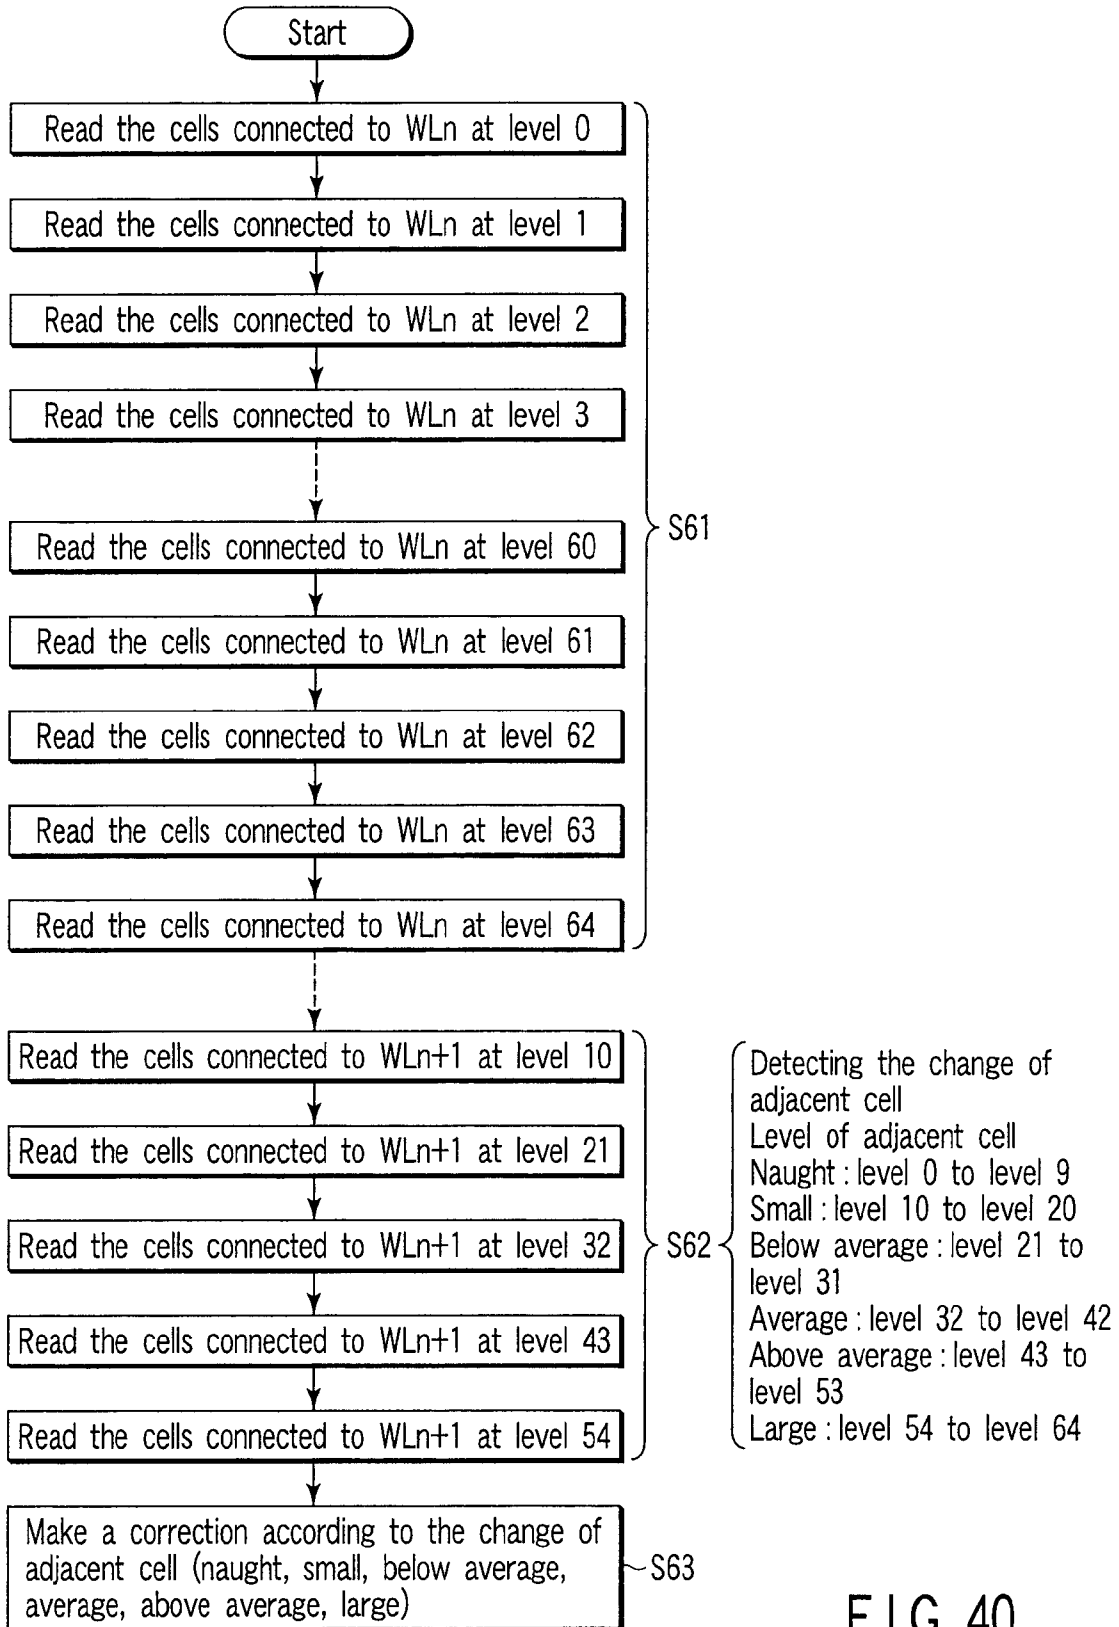 Start
Read the cells connected to WLn at level 0
Read the cells connected to WLn at level 1
Read the cells connected to WLn at level 2
Read the cells connected to WLn at level 3
Read the cells connected to WLn at level 60
S61
Read the cells connected to WLn at level 61
Read the cells connected to WLn at level 62
Read the cells connected to WLn at level 63
Read the cells connected to WLn at level 64
Read the cells connected to WLn+1 at level 10
Read the cells connected to WLn+1 at level 21
Read the cells connected to WLn+1 at level 32
Read the cells connected to WLn+1 at level 43
Read the cells connected to WLn+1 at level 54
S62
Detecting the change of
adjacent cell
Level of adjacent cell
Naught : level 0 to level 9
Small : level 10 to level 20
Below average : level 21 to
level 31
Average : level 32 to level 42
Above average : level 43 to
level 53
Large : level 54 to level 64
Make a correction according to the change of
adjacent cell (naught, small, below average,
average, above average, large)
S63
FIG. 40